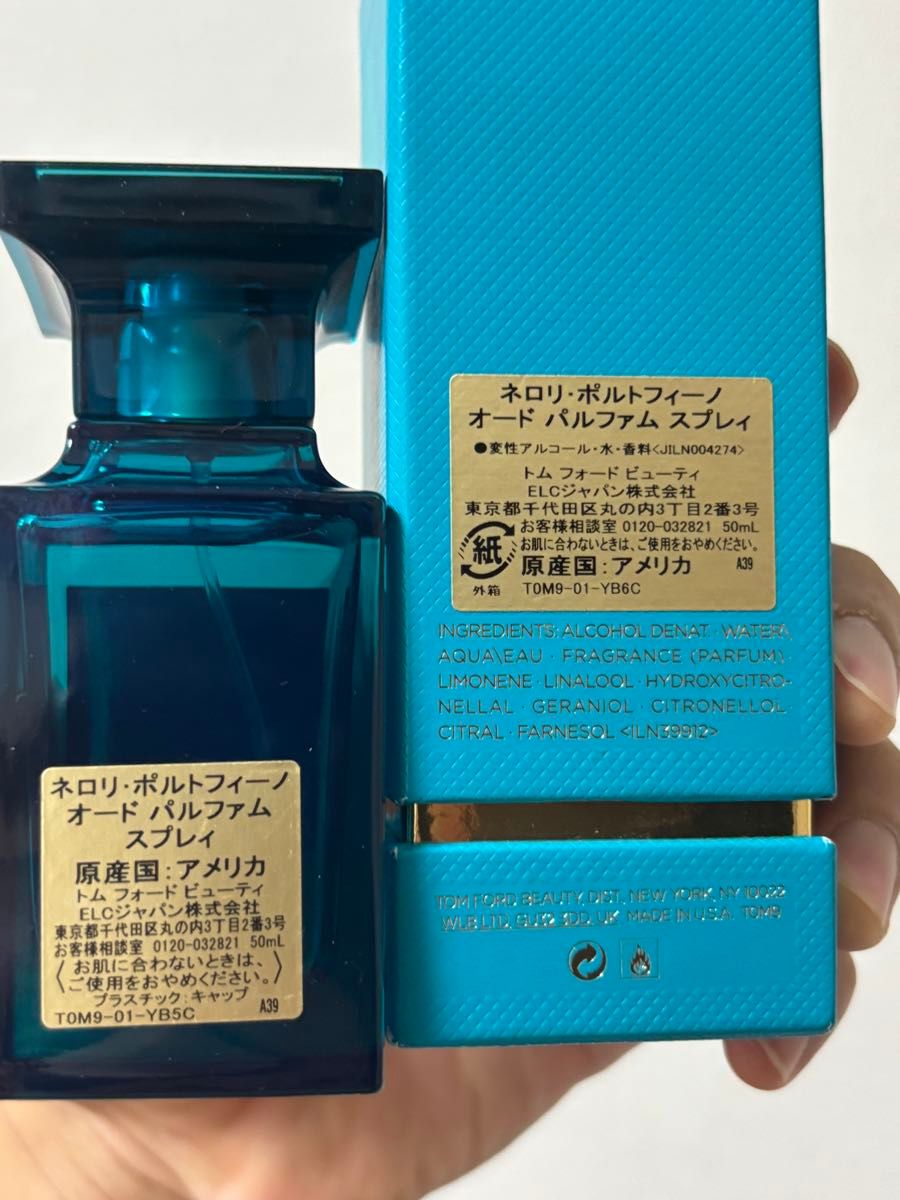 ネロリ・ポルトフィーノ
オード パルファム スプレィ
●変性アルコール・水・香料<JILN004274>
トム フォード ビューティ
ELCジャパン株式会社
東京都千代田区丸の内3丁目2番3号
お客様相談室 0120-032821 50mL
お肌に合わないときは、ご使用をおやめください。
紙
外箱
原産国：アメリカ A39
T0M9-01-YB6C
INGREDIENTS: ALCOHOL DENAT. · WATER\
AQUA\EAU · FRAGRANCE (PARFUM) ·
LIMONENE · LINALOOL · HYDROXYCITRO-
NELLAL · GERANIOL · CITRONELLOL ·
CITRAL · FARNESOL <ILN39912>
TOM FORD BEAUTY, DIST. NEW YORK, NY 10022
WLB LTD, GU32 3DD, UK MADE IN U.S.A. T0M9
ネロリ・ポルトフィーノ
オード パルファム
スプレィ
原産国：アメリカ
トム フォード ビューティ
ELCジャパン株式会社
東京都千代田区丸の内3丁目2番3号
お客様相談室 0120-032821 50mL
〈お肌に合わないときは、
ご使用をおやめください。〉
プラスチック：キャップ
T0M9-01-YB5C A39